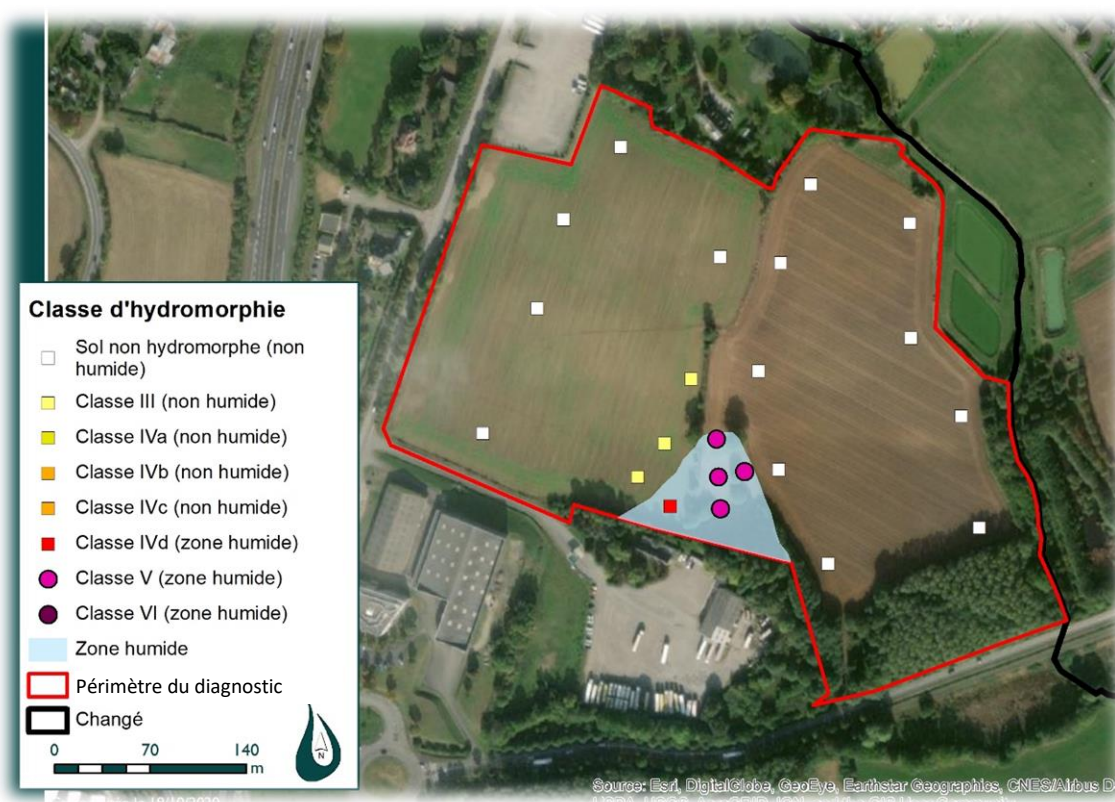 Classe d'hydromorphie
Sol non hydromorphe (non
humide)
Classe III (non humide)
Classe IVa (non humide)
Classe IVb (non humide)
Classe IVc (non humide)
Classe IVd (zone humide)
Classe V (zone humide)
Classe VI (zone humide)
Zone humide
Périmètre du diagnostic
Changé
0 70 140
m
N
Source: Esri, DigitalGlobe, GeoEye, Earthstar Geographics, CNES/Airbus D